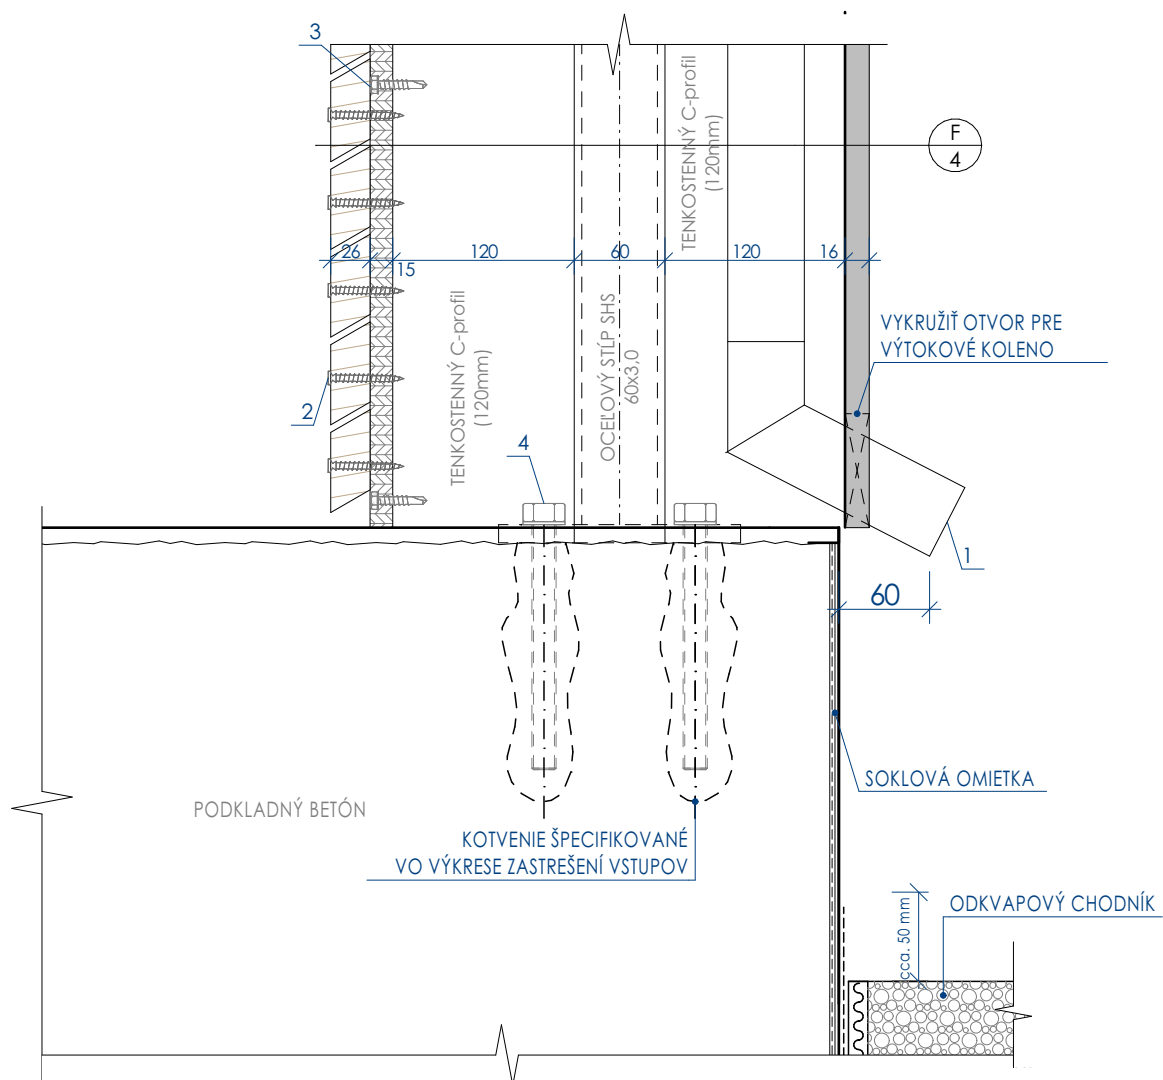 3
TENKOSTENNÝ C-profil
(120mm)
F
4
26
15
120
60
120
16
TENKOSTENNÝ C-profil
(120mm)
OCEĽOVÝ STĹP SHS
60x3,0
VYKRUŽIŤ OTVOR PRE
VÝTOKOVÉ KOLENO
2
4
1
60
SOKLOVÁ OMIETKA
PODKLADNÝ BETÓN
KOTVENIE ŠPECIFIKOVANÉ
VO VÝKRESE ZASTREŠENÍ VSTUPOV
ODKVAPOVÝ CHODNÍK
cca. 50 mm